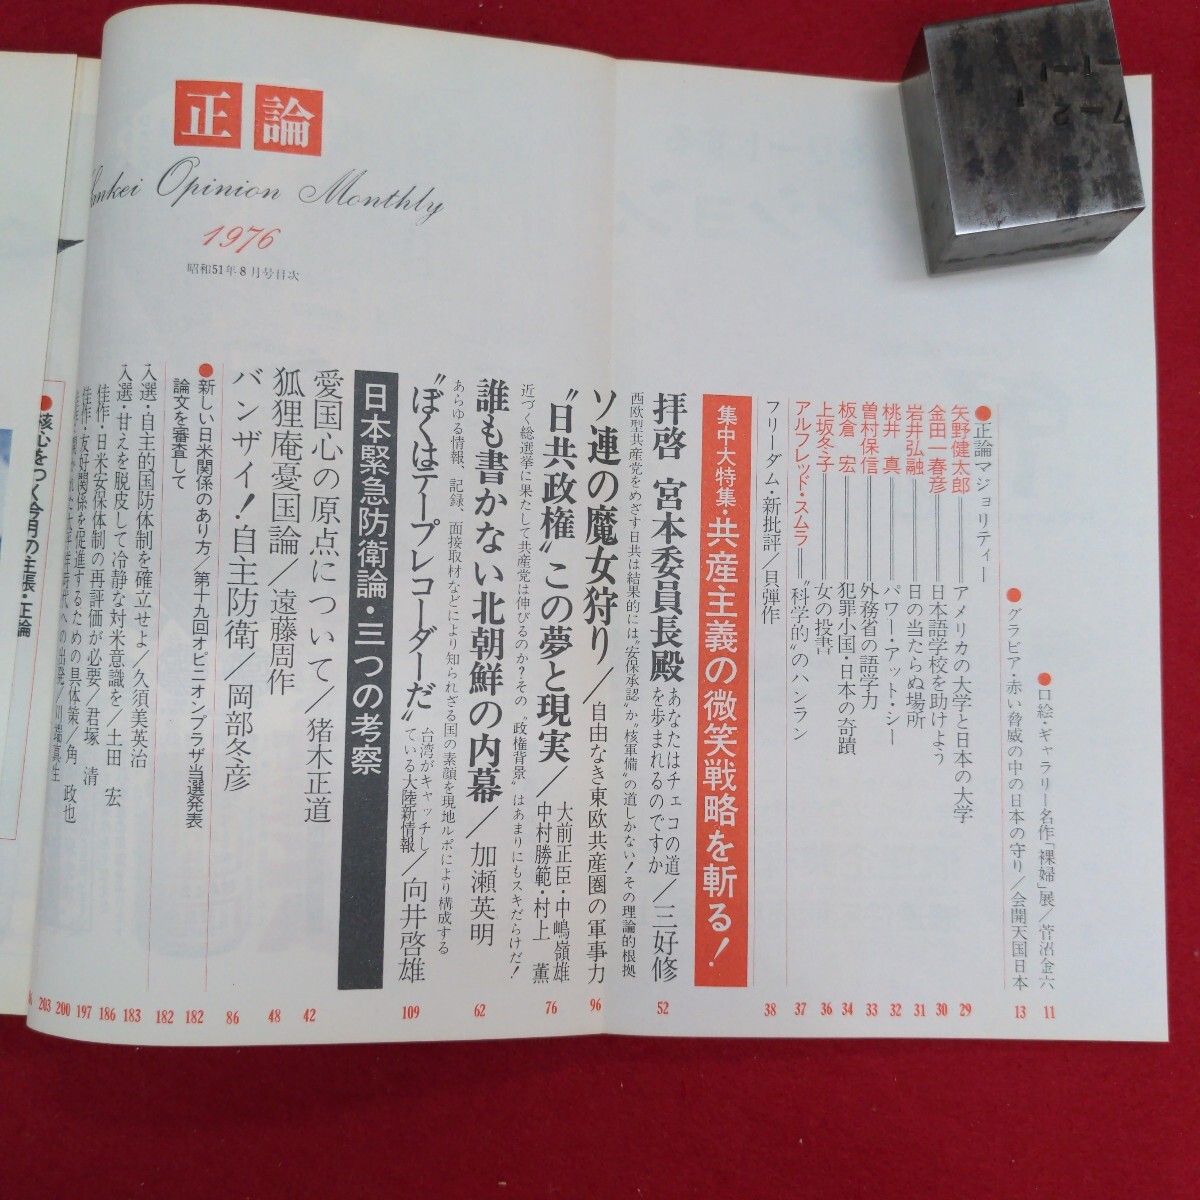 正論
Sankei Opinion Monthly
1976
昭和51年8月号目次
●口絵・ギャラリー名作「裸婦」展／菅沼金六 11
●グラビア・赤い脅威の中の日本の守り／会開天国日本 13
●正論マジョリティー
矢野健太郎――アメリカの大学と日本の大学 29
金田一春彦――日本語学校を助けよう 30
岩井弘融――日の当たらぬ場所 31
桃井　真――パワー・アット・シー 32
曽村保信――外務省の語学力 33
板倉　宏――犯罪小国・日本の奇蹟 34
上坂冬子――女の投書 36
アルフレッド・スムラ――“科学的”のハンラン 37
フリーダム・新批評／貝弾作 38
集中大特集・共産主義の微笑戦略を斬る！
拝啓　宮本委員長殿 あなたはチェコの道を歩まれるのですか／三好修 52
西欧型共産党をめざす日共は結果的には“安保承認”か“核軍備”の道しかない！その理論的根拠
ソ連の魔女狩り／自由なき東欧共産圏の軍事力 96
“日共政権”この夢と現実／大前正臣・中嶋嶺雄 中村勝範・村上　薫 76
近づく総選挙に果たして共産党は伸びるのか？その“政権背景”はあまりにもスキだらけだ！
誰も書かない北朝鮮の内幕／加瀬英明 62
あらゆる情報、記録、面接取材などにより知られざる国の素顔を現地ルポにより構成する
“ぼくはテープレコーダーだ” 台湾がキャッチしている大陸新情報／向井啓雄 109
日本緊急防衛論・三つの考察
愛国心の原点について／猪木正道 42
狐狸庵憂国論／遠藤周作 48
バンザイ！自主防衛／岡部冬彦 86
●新しい日米関係のあり方／第十九回オピニオンプラザ当選発表 182
論文を審査して 182
入選・自主的国防体制を確立せよ／久須美英治 183
入選・甘えを脱皮して冷静な対米意識を／土田　宏 186
佳作・日米安保体制の再評価が必要／君塚　清 197
佳作・友好関係を促進するための具体策／角　政也 200
への出発／川端真生 203
●核心をつく今月の主張・正論